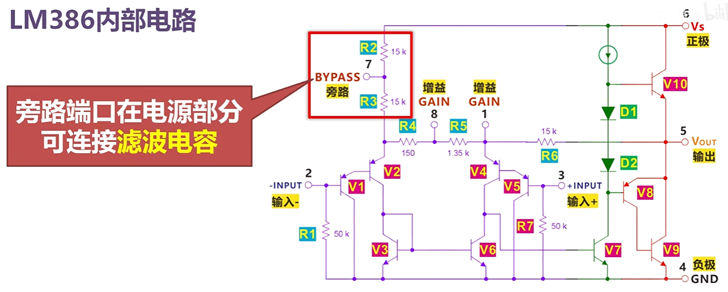 LM386内部电路
bili
6
Vs
正极
R2
15 k
7
BYPASS
旁路
增益
GAIN
增益
GAIN
V10
旁路端口在电源部分
可连接滤波电容
R3
15 k
8
1
D1
R4
R5
15 k
5
VOUT
150
1.35 k
R6
输出
2
V2
V4
3
D2
-INPUT
V1
V5
+INPUT
V8
输入-
输入+
R1
50 k
V3
V6
R7
50 k
V7
V9
负极
4
GND